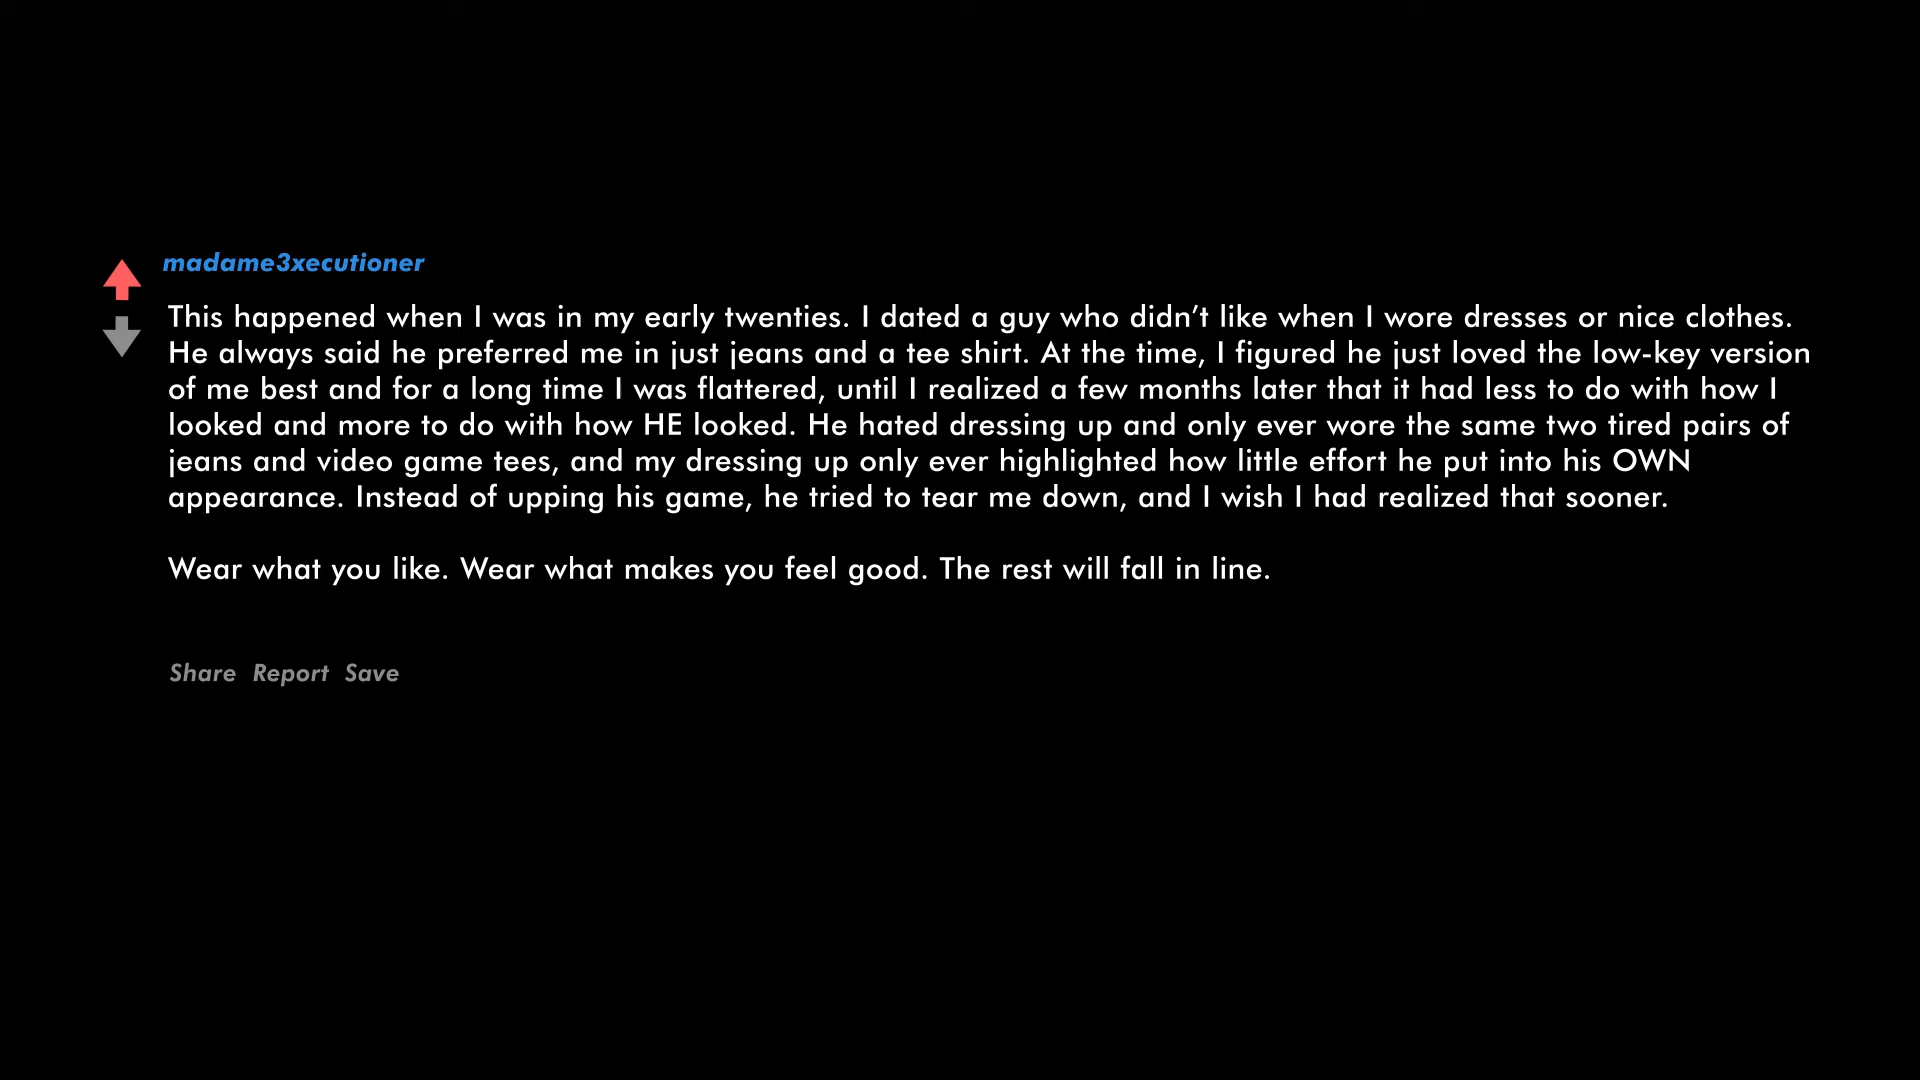 madame3xecutioner
This happened when I was in my early twenties. I dated a guy who didn’t like when I wore dresses or nice clothes.
He always said he preferred me in just jeans and a tee shirt. At the time, I figured he just loved the low-key version
of me best and for a long time I was flattered, until I realized a few months later that it had less to do with how I
looked and more to do with how HE looked. He hated dressing up and only ever wore the same two tired pairs of
jeans and video game tees, and my dressing up only ever highlighted how little effort he put into his OWN
appearance. Instead of upping his game, he tried to tear me down, and I wish I had realized that sooner.
Wear what you like. Wear what makes you feel good. The rest will fall in line.
Share Report Save